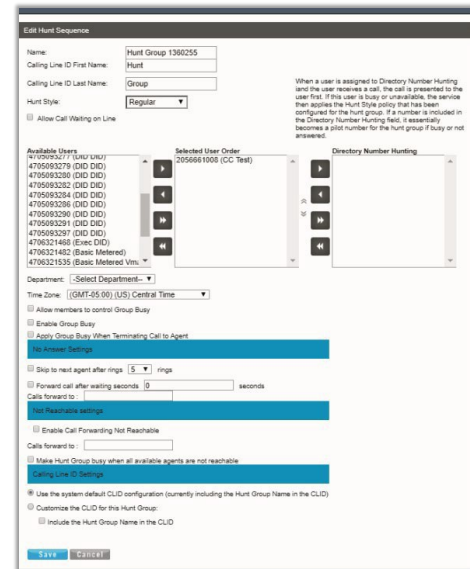 Edit Hunt Sequence
Name: Hunt Group 1360255
Calling Line ID First Name: Hunt
Calling Line ID Last Name: Group
Hunt Style: Regular
Allow Call Waiting on Line
When a user is assigned to Directory Number Hunting
and the user receives a call, the call is presented to the
user first. If this user is busy or unavailable, the service
then applies the Hunt Style policy that has been
configured for the hunt group. If a number is included in
the Directory Number Hunting field, it essentially
becomes a pilot number for the hunt group if busy or not
answered.
Available Users
4705093277 (DID DID)
4705093279 (DID DID)
4705093280 (DID DID)
4705093282 (DID DID)
4705093284 (DID DID)
4705093286 (DID DID)
4705093290 (DID DID)
4705093291 (DID DID)
4705093297 (DID DID)
4706321468 (Exec DID)
4706321482 (Basic Metered)
4706321535 (Basic Metered Vm
Selected User Order
2056661008 (CC Test)
Directory Number Hunting
Department: -Select Department--
Time Zone: (GMT-05:00) (US) Central Time
Allow members to control Group Busy
Enable Group Busy
Apply Group Busy When Terminating Call to Agent
No Answer Settings
Skip to next agent after rings 5 rings
Forward call after waiting seconds 0 seconds
Calls forward to :
Not Reachable settings
Enable Call Forwarding Not Reachable
Calls forward to :
Make Hunt Group busy when all available agents are not reachable
Calling Line ID Settings
Use the system default CLID configuration (currently including the Hunt Group Name in the CLID)
Customize the CLID for this Hunt Group:
Include the Hunt Group Name in the CLID
Save Cancel